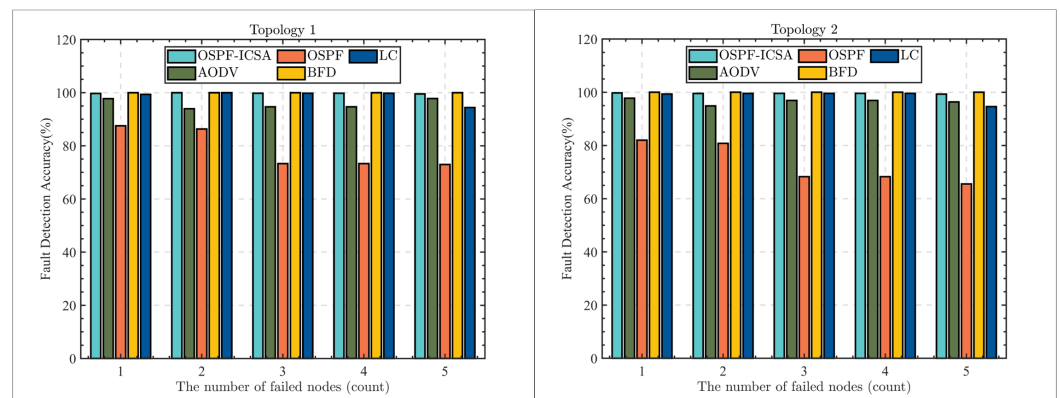 Topology 1
OSPF-ICSA OSPF LC
AODV BFD
Fault Detection Accuracy(%)
120
100
80
60
40
20
0
1 2 3 4 5
The number of failed nodes (count)
Topology 2
OSPF-ICSA OSPF LC
AODV BFD
Fault Detection Accuracy(%)
120
100
80
60
40
20
0
1 2 3 4 5
The number of failed nodes (count)